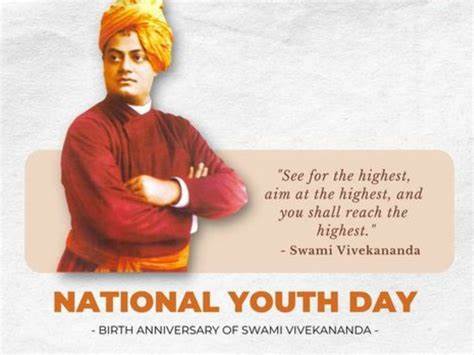 "See for the highest,
aim at the highest, and
you shall reach the
highest."
- Swami Vivekananda
NATIONAL YOUTH DAY
- BIRTH ANNIVERSARY OF SWAMI VIVEKANANDA -